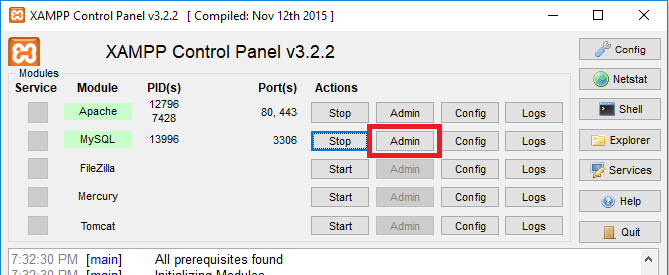 XAMPP Control Panel v3.2.2 [ Compiled: Nov 12th 2015 ]
XAMPP Control Panel v3.2.2
Config
Modules
Service Module PID(s) Port(s) Actions
Netstat
Apache 12796 7428 80, 443 Stop Admin Config Logs
Shell
MySQL 13996 3306 Stop Admin Config Logs
Explorer
FileZilla Start Admin Config Logs
Services
Mercury Start Admin Config Logs
Help
Tomcat Start Admin Config Logs
Quit
7:32:30 PM [main] All prerequisites found
7:32:30 PM [main] Initializing Modules